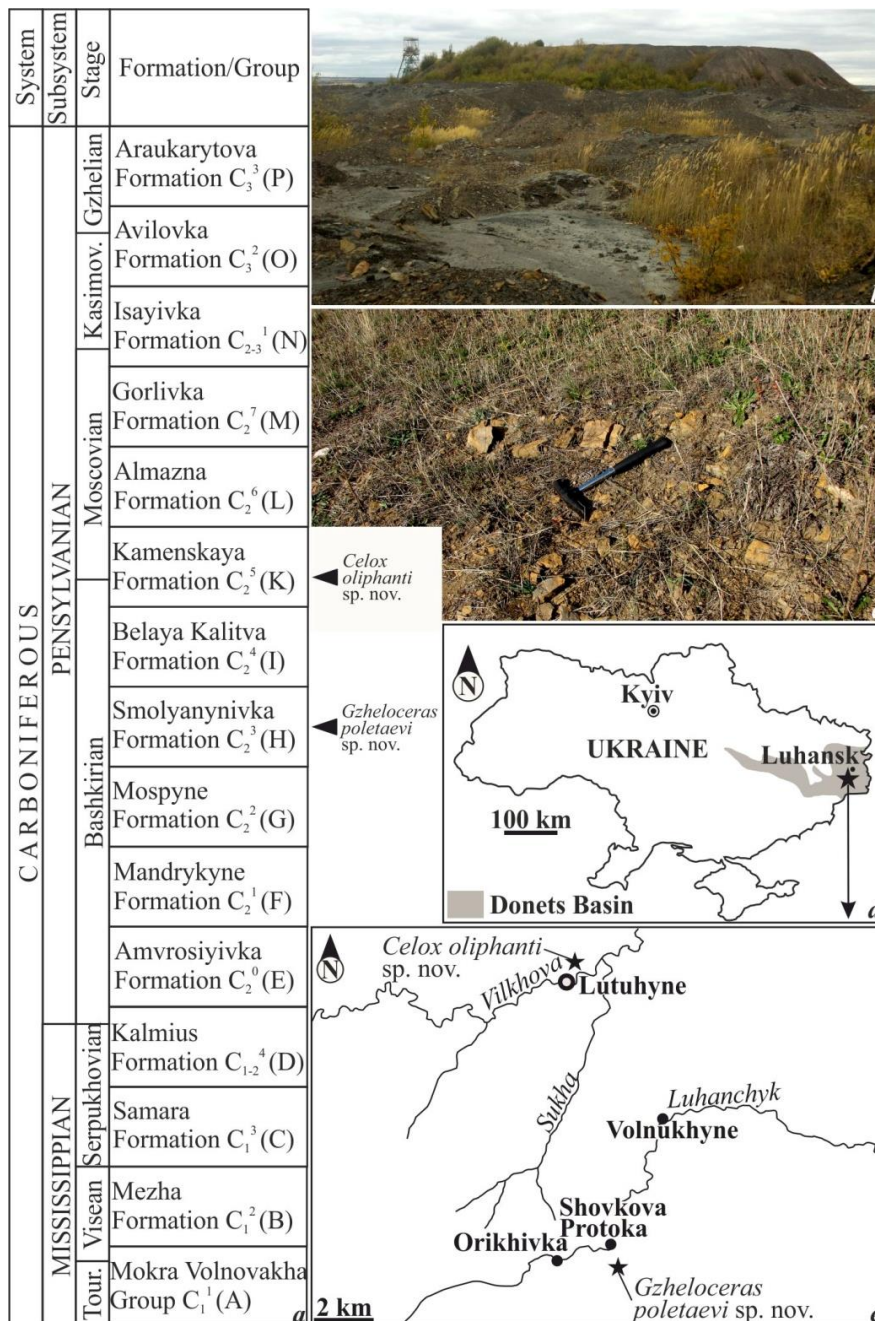 System
Subsystem
Stage
Formation/Group
CARBONIFEROUS
PENSYLVANIAN
MISSISSIPPIAN
Gzhelian
Kasimov.
Moscovian
Bashkirian
Serpukhovian
Visean
Tour.
Araukarytova
Formation C₃³(P)
Avilovka
Formation C₃²(O)
Isayivka
Formation C₂₋₃¹(N)
Gorlivka
Formation C₂⁷(M)
Almazna
Formation C₂⁶(L)
Kamenskaya
Formation C₂⁵(K)
Belaya Kalitva
Formation C₂⁴(I)
Smolyanynivka
Formation C₂³(H)
Mospyne
Formation C₂²(G)
Mandrykyne
Formation C₂¹(F)
Amvrosiyivka
Formation C₂⁰(E)
Kalmius
Formation C₁₋₂⁴(D)
Samara
Formation C₁³(C)
Mezha
Formation C₁²(B)
Mokra Volnovakha
Group C₁¹(A)
a
Celox
oliphanti
sp. nov.
Gzheloceras
poletaevi
sp. nov.
N
Kyiv
UKRAINE
Luhansk
100 km
Donets Basin
N
Celox oliphanti
sp. nov.
Vilkhova
Lutuhyne
Sukha
Luhanchyk
Volnukhyne
Shovkova
Protoka
Orikhivka
Gzheloceras
poletaevi sp. nov.
2 km